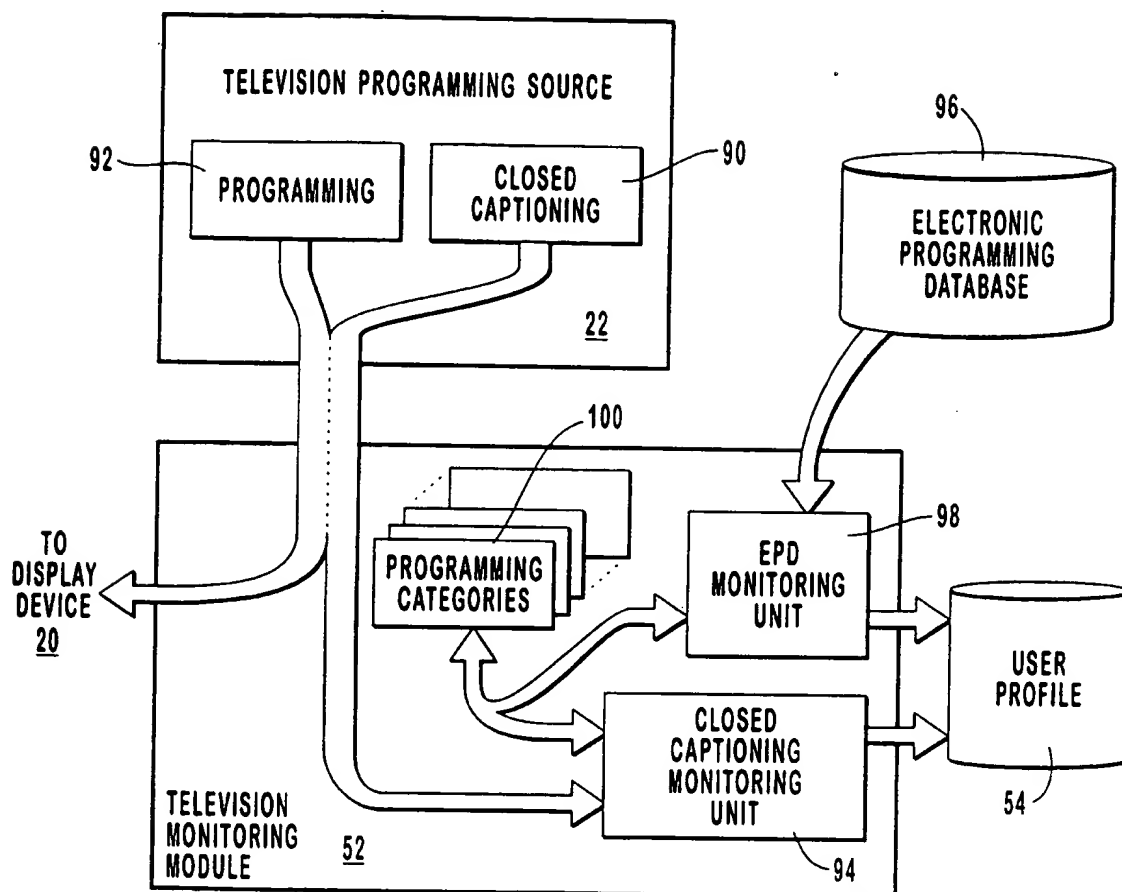 TELEVISION PROGRAMMING SOURCE
92
PROGRAMMING
90
CLOSED
CAPTIONING
22
96
ELECTRONIC
PROGRAMMING
DATABASE
100
PROGRAMMING
CATEGORIES
98
EPD
MONITORING
UNIT
TO
DISPLAY
DEVICE
20
USER
PROFILE
54
CLOSED
CAPTIONING
MONITORING
UNIT
94
TELEVISION
MONITORING
MODULE
52